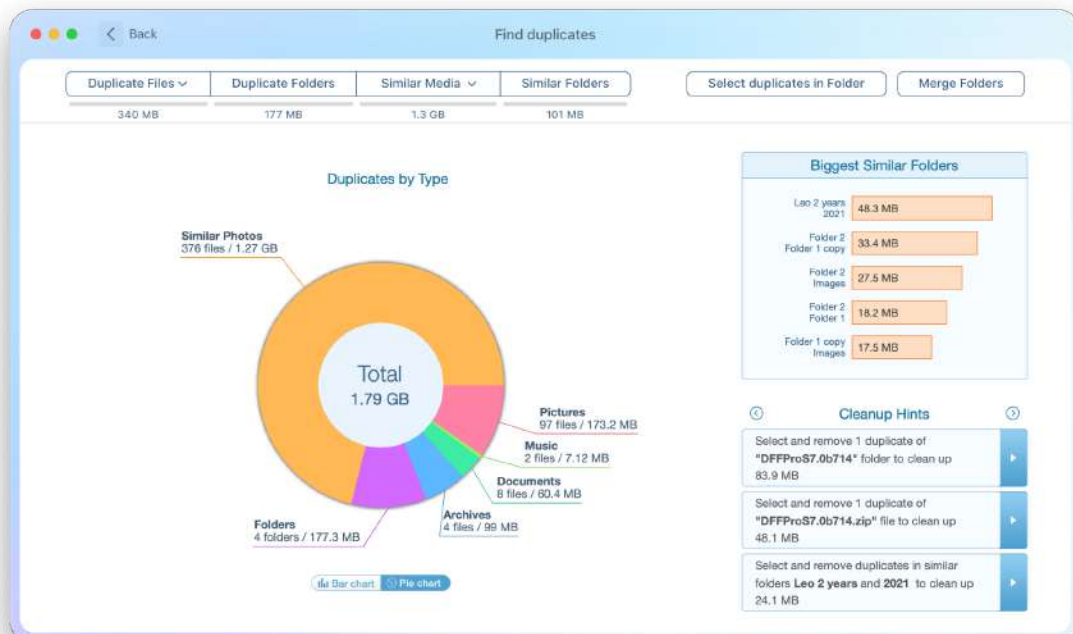 Back
Find duplicates
Duplicate Files
Duplicate Folders
Similar Media
Similar Folders
Select duplicates in Folder
Merge Folders
340 MB
177 MB
1.3 GB
101 MB
Duplicates by Type
Similar Photos
376 files / 1.27 GB
Total
1.79 GB
Pictures
97 files / 173.2 MB
Music
2 files / 7.12 MB
Documents
8 files / 60.4 MB
Archives
4 files / 99 MB
Folders
4 folders / 177.3 MB
Bar chart
Pie chart
Biggest Similar Folders
Leo 2 years
2021
48.3 MB
Folder 2
Folder 1 copy
33.4 MB
Folder 2
Images
27.5 MB
Folder 2
Folder 1
18.2 MB
Folder 1 copy
Images
17.5 MB
Cleanup Hints
Select and remove 1 duplicate of
"DFFProS7.0b714" folder to clean up
83.9 MB
Select and remove 1 duplicate of
"DFFProS7.0b714.zip" file to clean up
48.1 MB
Select and remove duplicates in similar
folders Leo 2 years and 2021 to clean up
24.1 MB